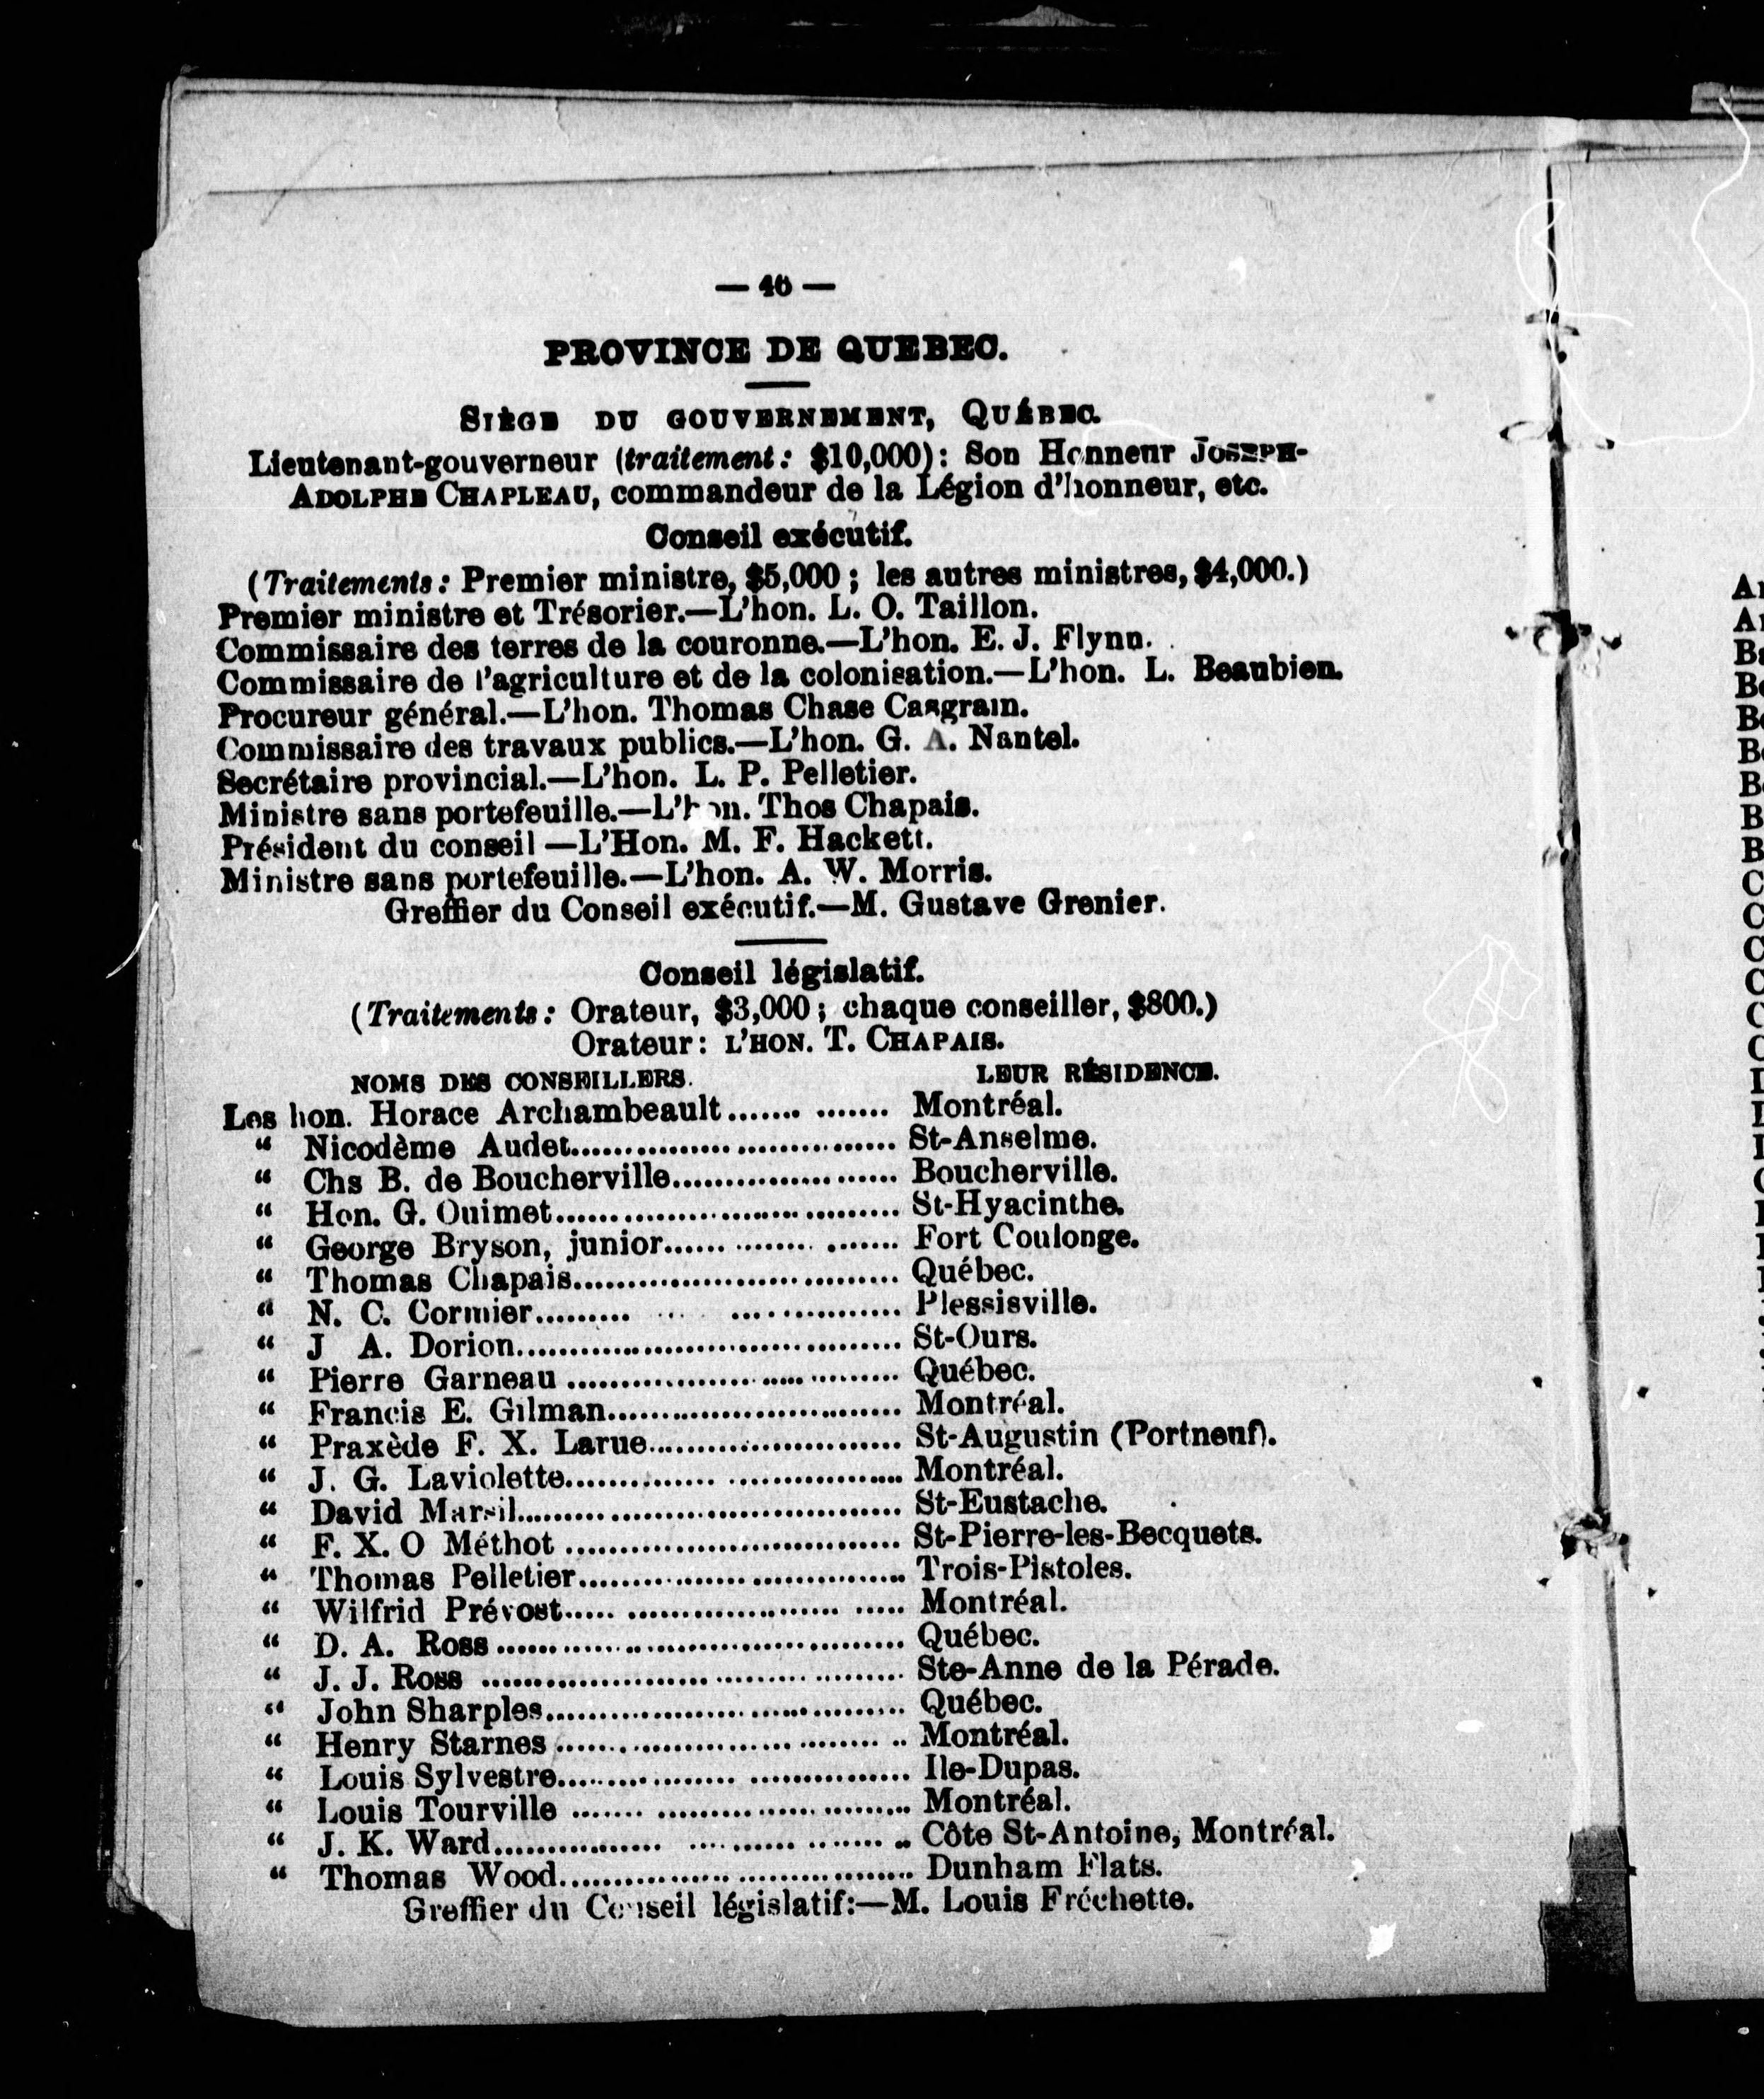 — 46 —
PROVINCE DE QUEBEC.
SIÈGE DU GOUVERNEMENT, QUÉBEC.
Lieutenant-gouverneur (traitement: $10,000): Son Honneur JOSEPH-
ADOLPHE CHAPLEAU, commandeur de la Légion d'honneur, etc.
Conseil exécutif.
(Traitements: Premier ministre, $5,000; les autres ministres, $4,000.)
Premier ministre et Trésorier.—L'hon. L. O. Taillon.
Commissaire des terres de la couronne.—L'hon. E. J. Flynn.
Commissaire de l'agriculture et de la colonisation.—L'hon. L. Beaubien.
Procureur général.—L'hon. Thomas Chase Casgrain.
Commissaire des travaux publics.—L'hon. G. A. Nantel.
Secrétaire provincial.—L'hon. L. P. Pelletier.
Ministre sans portefeuille.—L'hon. Thos Chapais.
Président du conseil—L'Hon. M. F. Hackett.
Ministre sans portefeuille.—L'hon. A. W. Morris.
Greffier du Conseil exécutif.—M. Gustave Grenier.
Conseil législatif.
(Traitements: Orateur, $3,000; chaque conseiller, $800.)
Orateur: L'HON. T. CHAPAIS.
NOMS DES CONSEILLERS. LEUR RÉSIDENCE.
Les hon. Horace Archambeault............... Montréal.
“ Nicodème Audet.............................. St-Anselme.
“ Chs B. de Boucherville..................... Boucherville.
“ Hon. G. Ouimet.............................. St-Hyacinthe.
“ George Bryson, junior..................... Fort Coulonge.
“ Thomas Chapais.............................. Québec.
“ N. C. Cormier.............................. Plessisville.
“ J A. Dorion.................................. St-Ours.
“ Pierre Garneau .............................. Québec.
“ Francis E. Gilman........................... Montréal.
“ Praxède F. X. Larue........................ St-Augustin (Portneuf).
“ J. G. Laviolette.............................. Montréal.
“ David Marsil.................................. St-Eustache.
“ F. X. O Méthot .............................. St-Pierre-les-Becquets.
“ Thomas Pelletier.............................. Trois-Pistoles.
“ Wilfrid Prévost.............................. Montréal.
“ D. A. Ross .................................... Québec.
“ J. J. Ross ..................................... Ste-Anne de la Pérade.
“ John Sharples................................. Québec.
“ Henry Starnes ................................ Montréal.
“ Louis Sylvestre.............................. Ile-Dupas.
“ Louis Tourville .............................. Montréal.
“ J. K. Ward.................................... Côte St-Antoine, Montréal.
“ Thomas Wood................................. Dunham Flats.
Greffier du Conseil législatif:—M. Louis Fréchette.